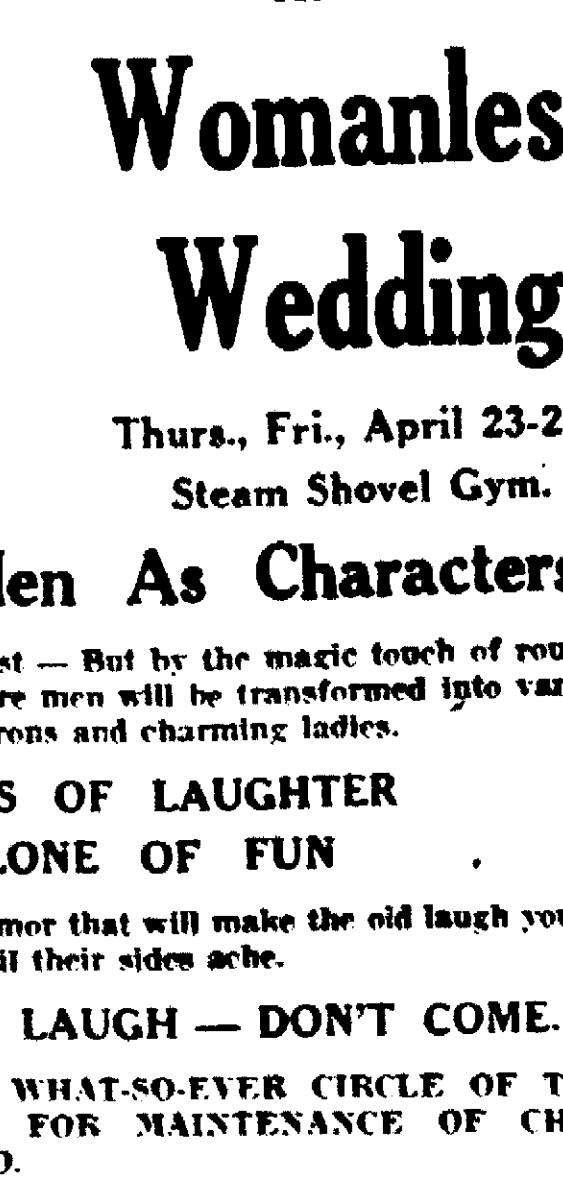 Womanles
Wedding
Thurs., Fri., April 23-2
Steam Shovel Gym.
en As Characters
st — But by the magic touch of rou
re men will be transformed into var
rons and charming ladies.
S OF LAUGHTER
LONE OF FUN
mor that will make the old laugh you
il their sides ache.
LAUGH — DON'T COME.
WHAT-SO-EVER CIRCLE OF T
FOR MAINTENANCE OF CH
D.